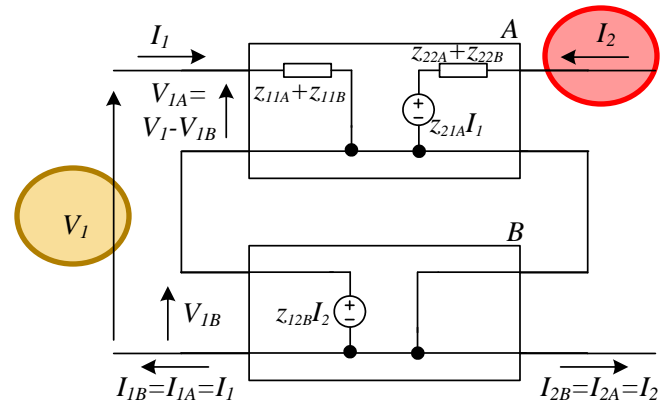 I1
A
I2
z22A+z22B
z11A+z11B
V1A=
V1-V1B
z21AI1
V1
B
V1B
z12BI2
I1B=I1A=I1
I2B=I2A=I2